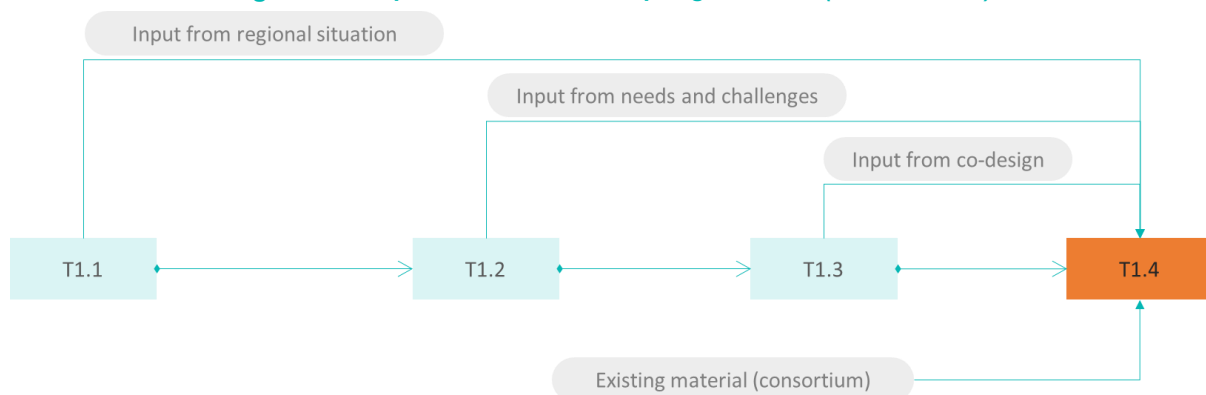 Input from regional situation
Input from needs and challenges
Input from co-design
T1.1
T1.2
T1.3
T1.4
Existing material (consortium)